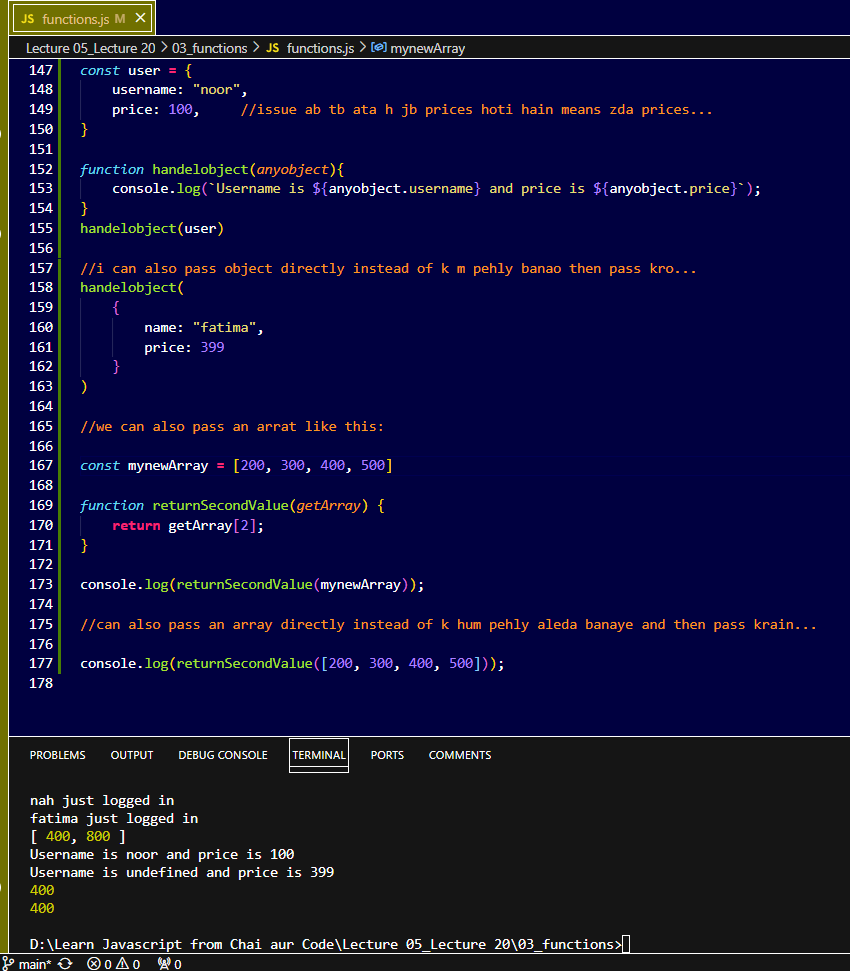 JS functions.js M ✕
Lecture 05_Lecture 20 > 03_functions > JS functions.js > mynewArray
147 const user = {
148     username: "noor",
149     price: 100,     //issue ab tb ata h jb prices hoti hain means zda prices...
150 }
151
152 function handelobject(anyobject){
153     console.log(`Username is ${anyobject.username} and price is ${anyobject.price}`);
154 }
155 handelobject(user)
156
157 //i can also pass object directly instead of k m pehly banao then pass kro...
158 handelobject(
159     {
160         name: "fatima",
161         price: 399
162     }
163 )
164
165 //we can also pass an arrat like this:
166
167 const mynewArray = [200, 300, 400, 500]
168
169 function returnSecondValue(getArray) {
170     return getArray[2];
171 }
172
173 console.log(returnSecondValue(mynewArray));
174
175 //can also pass an array directly instead of k hum pehly aleda banaye and then pass krain...
176
177 console.log(returnSecondValue([200, 300, 400, 500]));
178
PROBLEMS OUTPUT DEBUG CONSOLE TERMINAL PORTS COMMENTS
nah just logged in
fatima just logged in
[ 400, 800 ]
Username is noor and price is 100
Username is undefined and price is 399
400
400
D:\Learn Javascript from Chai aur Code\Lecture 05_Lecture 20\03_functions>
main* 0 0 0